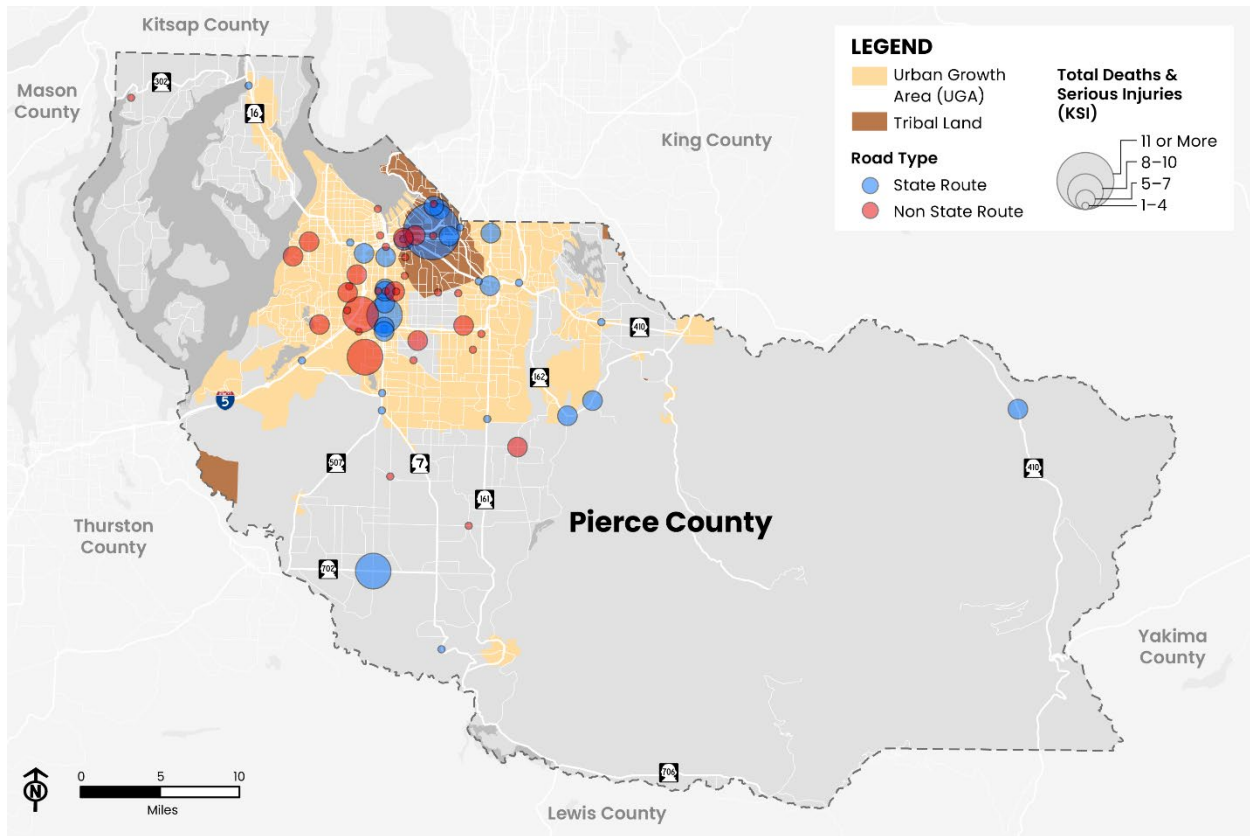 Kitsap County
Mason
County
King County
Thurston
County
Yakima
County
Lewis County
Pierce County
302
16
5
410
162
507
7
161
410
702
706
LEGEND
Urban Growth
Area (UGA)
Tribal Land
Road Type
State Route
Non State Route
Total Deaths &
Serious Injuries
(KSI)
11 or More
8–10
5–7
1–4
N
0 5 10
Miles